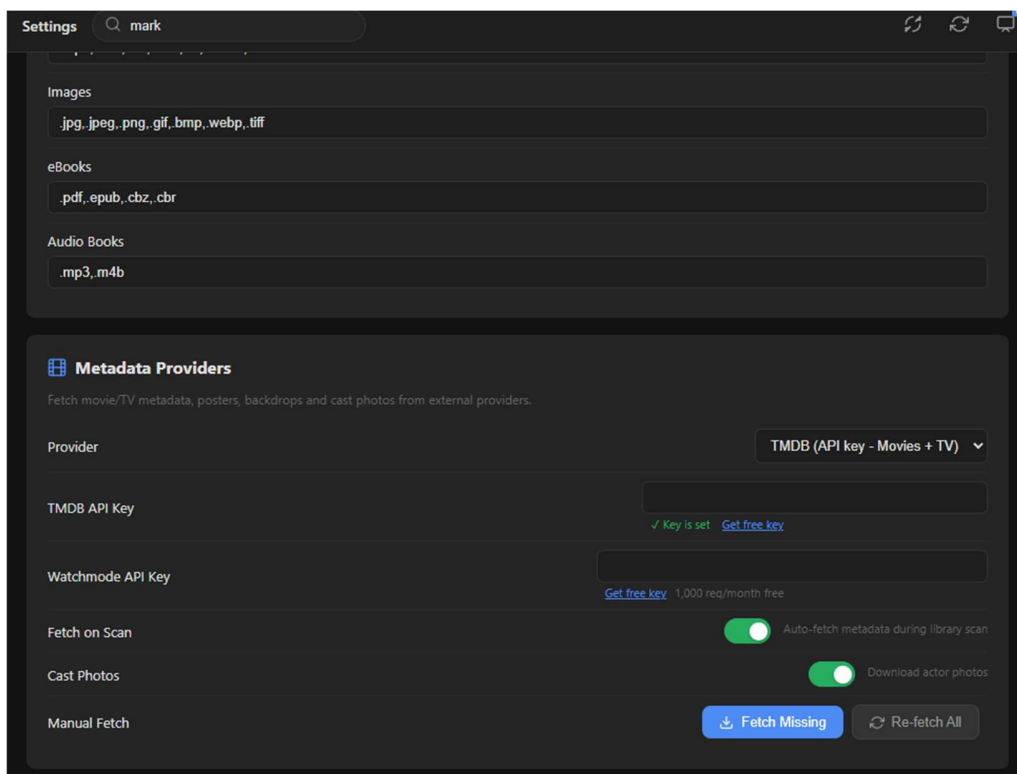 Settings
mark
Images
.jpg,.jpeg,.png,.gif,.bmp,.webp,.tiff
eBooks
.pdf,.epub,.cbz,.cbr
Audio Books
.mp3,.m4b
Metadata Providers
Fetch movie/TV metadata, posters, backdrops and cast photos from external providers.
Provider
TMDB (API key - Movies + TV)
TMDB API Key
✓ Key is set Get free key
Watchmode API Key
Get free key 1,000 req/month free
Fetch on Scan
Auto-fetch metadata during library scan
Cast Photos
Download actor photos
Manual Fetch
Fetch Missing
Re-fetch All